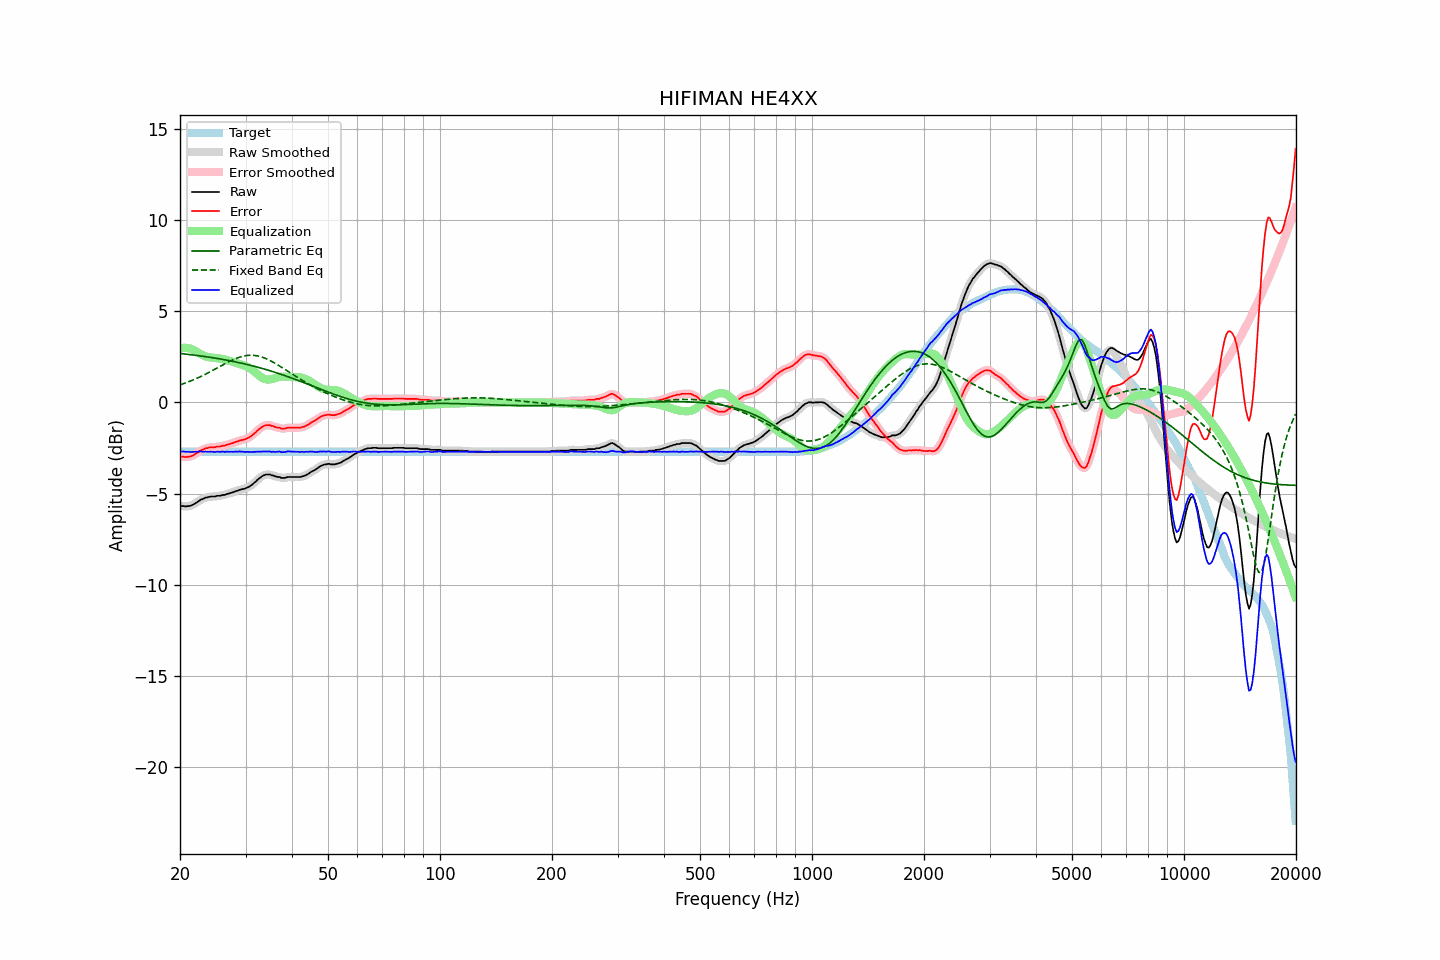 HIFIMAN HE4XX
Target
Raw Smoothed
Error Smoothed
Raw
Error
Equalization
Parametric Eq
Fixed Band Eq
Equalized
15
10
5
0
−5
−10
−15
−20
Amplitude (dBr)
20 50 100 200 500 1000 2000 5000 10000 20000
Frequency (Hz)